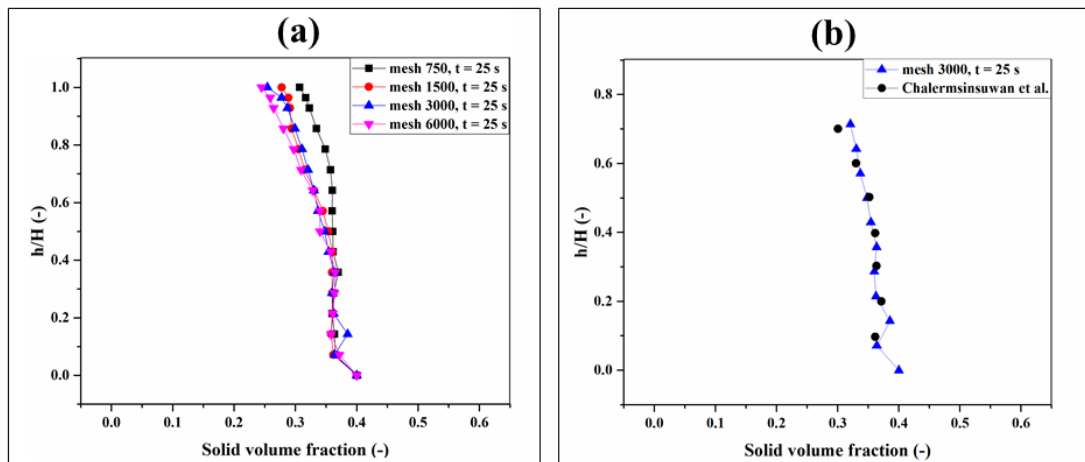 (a)
mesh 750, t = 25 s
mesh 1500, t = 25 s
mesh 3000, t = 25 s
mesh 6000, t = 25 s
1.0
0.8
0.6
0.4
0.2
0.0
h/H (-)
0.0 0.1 0.2 0.3 0.4 0.5 0.6
Solid volume fraction (-)
(b)
mesh 3000, t = 25 s
Chalermsinsuwan et al.
0.8
0.6
0.4
0.2
0.0
h/H (-)
0.0 0.1 0.2 0.3 0.4 0.5 0.6
Solid volume fraction (-)